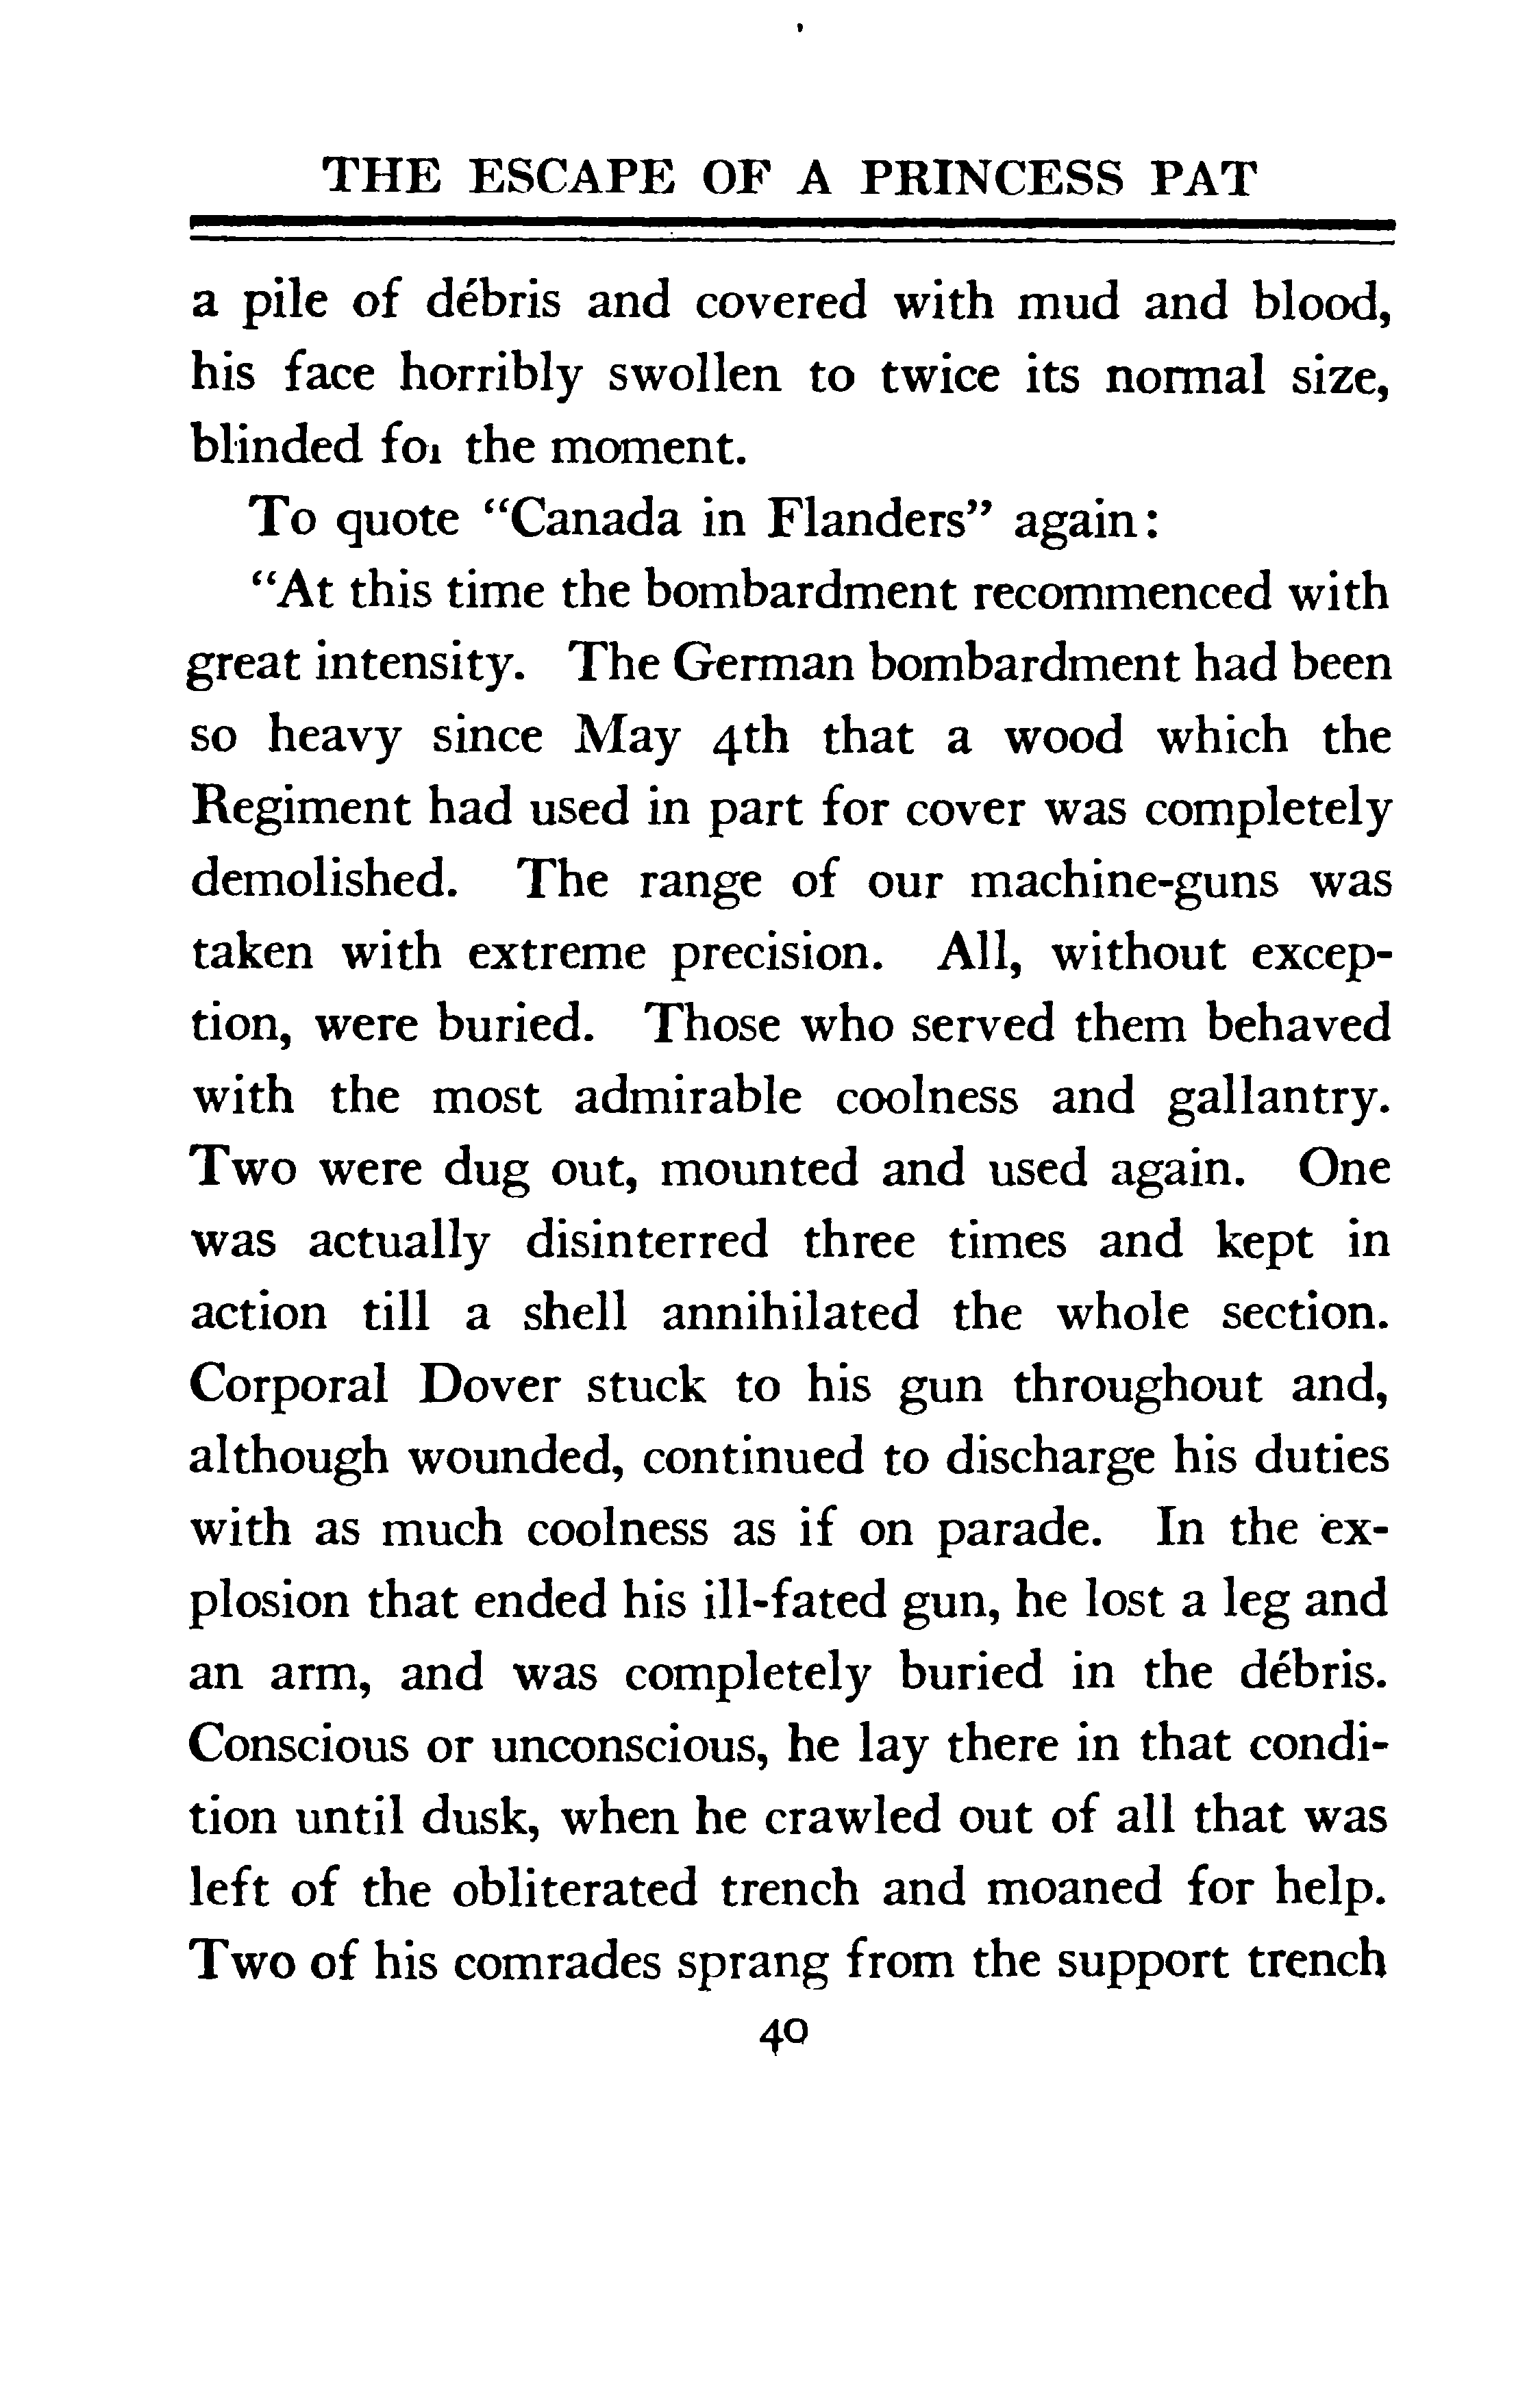 THE ESCAPE OF A PRINCESS PAT
a pile of débris and covered with mud and blood,
his face horribly swollen to twice its normal size,
blinded for the moment.
To quote “Canada in Flanders” again:
“At this time the bombardment recommenced with
great intensity. The German bombardment had been
so heavy since May 4th that a wood which the
Regiment had used in part for cover was completely
demolished. The range of our machine-guns was
taken with extreme precision. All, without excep-
tion, were buried. Those who served them behaved
with the most admirable coolness and gallantry.
Two were dug out, mounted and used again. One
was actually disinterred three times and kept in
action till a shell annihilated the whole section.
Corporal Dover stuck to his gun throughout and,
although wounded, continued to discharge his duties
with as much coolness as if on parade. In the ex-
plosion that ended his ill-fated gun, he lost a leg and
an arm, and was completely buried in the débris.
Conscious or unconscious, he lay there in that condi-
tion until dusk, when he crawled out of all that was
left of the obliterated trench and moaned for help.
Two of his comrades sprang from the support trench
40